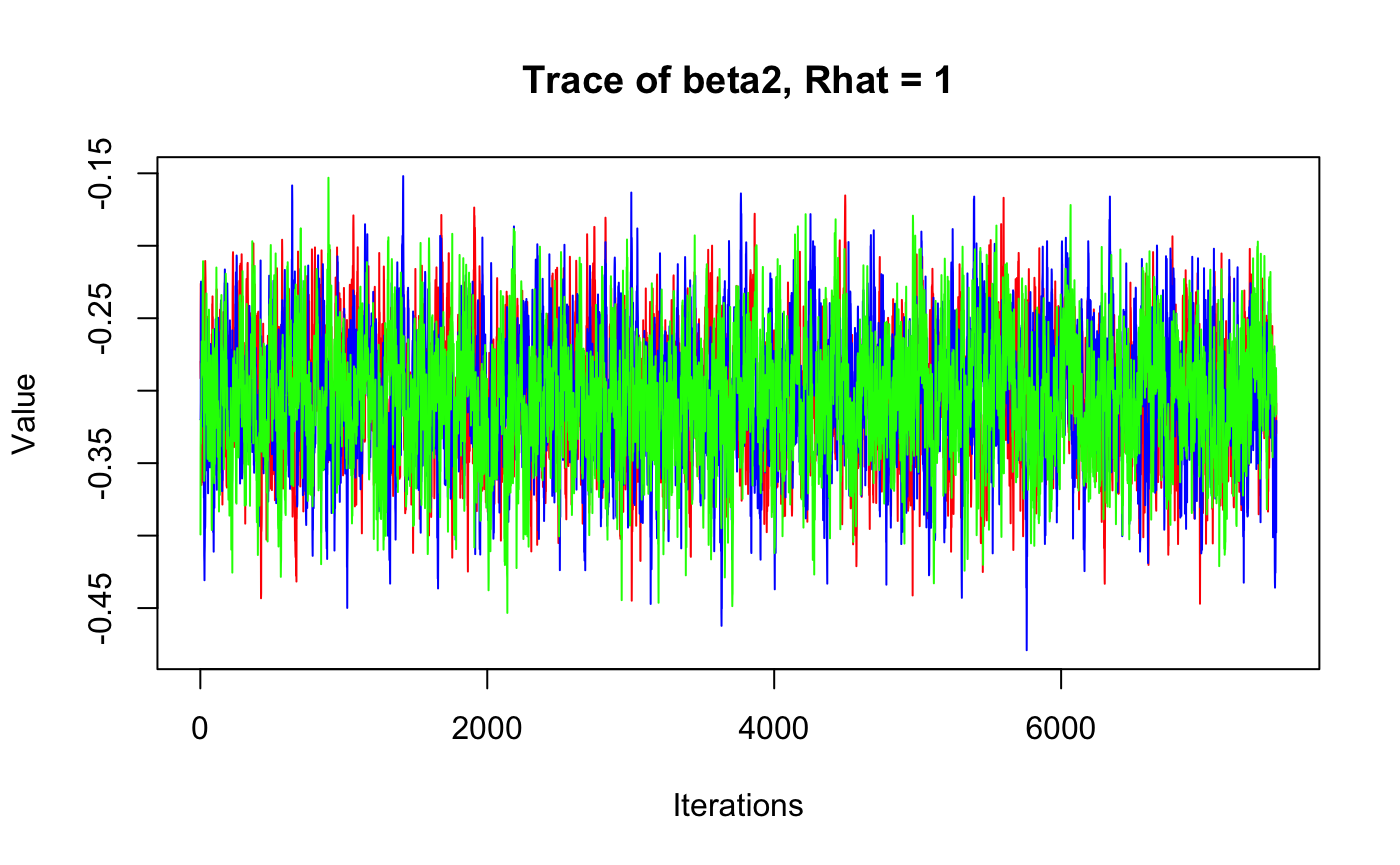 Trace of beta2, Rhat = 1
Value
-0.15
-0.25
-0.35
-0.45
0 2000 4000 6000
Iterations